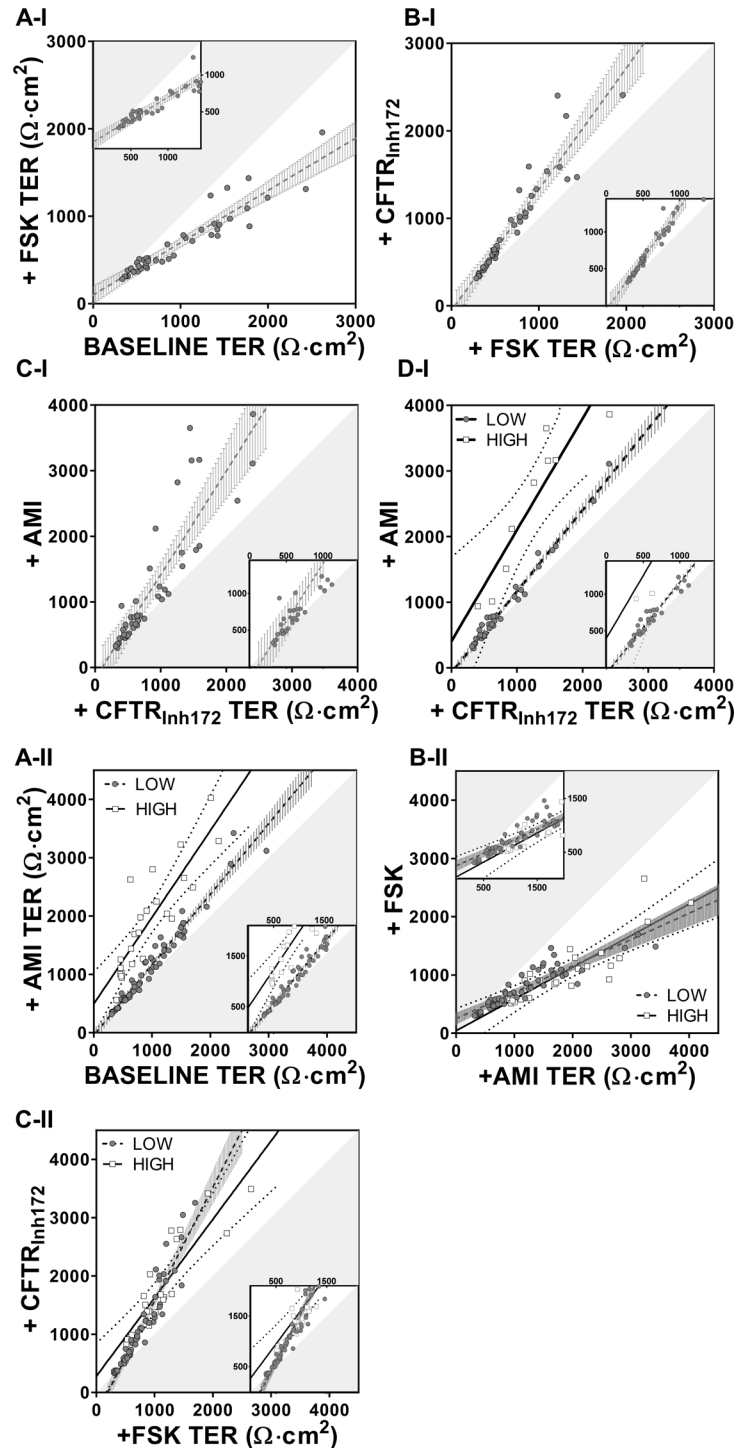 A-I
3000
2000
1000
0
+ FSK TER (Ω·cm²)
1000
500
500 1000
0 1000 2000 3000
BASELINE TER (Ω·cm²)
B-I
3000
2000
1000
0
+ CFTRInh172
0 500 1000
1000
500
0 1000 2000 3000
+ FSK TER (Ω·cm²)
C-I
4000
3000
2000
1000
0
+ AMI
0 500 1000
1000
500
0 1000 2000 3000 4000
+ CFTRInh172 TER (Ω·cm²)
D-I
4000
3000
2000
1000
0
+ AMI
LOW
HIGH
0 500 1000
1000
500
0 1000 2000 3000 4000
+ CFTRInh172 TER (Ω·cm²)
A-II
4000
3000
2000
1000
0
+ AMI TER (Ω·cm²)
LOW
HIGH
500 1500
1500
500
0 1000 2000 3000 4000
BASELINE TER (Ω·cm²)
B-II
4000
3000
2000
1000
0
+ FSK
1500
500
500 1500
LOW
HIGH
0 1000 2000 3000 4000
+AMI TER (Ω·cm²)
C-II
4000
3000
2000
1000
0
+ CFTRInh172
LOW
HIGH
500 1500
1500
500
0 1000 2000 3000 4000
+FSK TER (Ω·cm²)